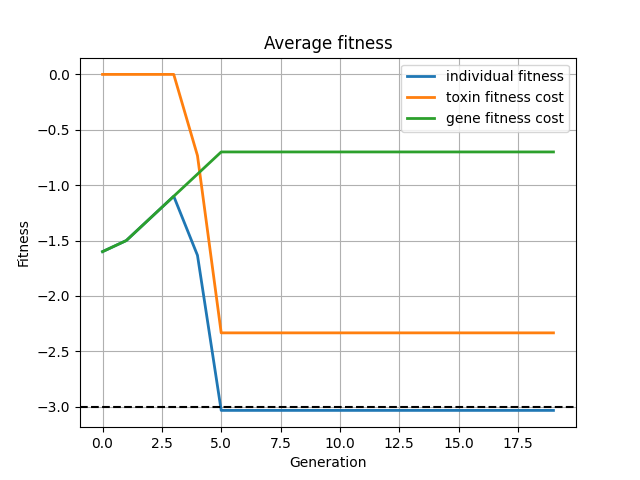 Average fitness
individual fitness
toxin fitness cost
gene fitness cost
0.0
−0.5
−1.0
−1.5
−2.0
−2.5
−3.0
Fitness
0.0 2.5 5.0 7.5 10.0 12.5 15.0 17.5
Generation